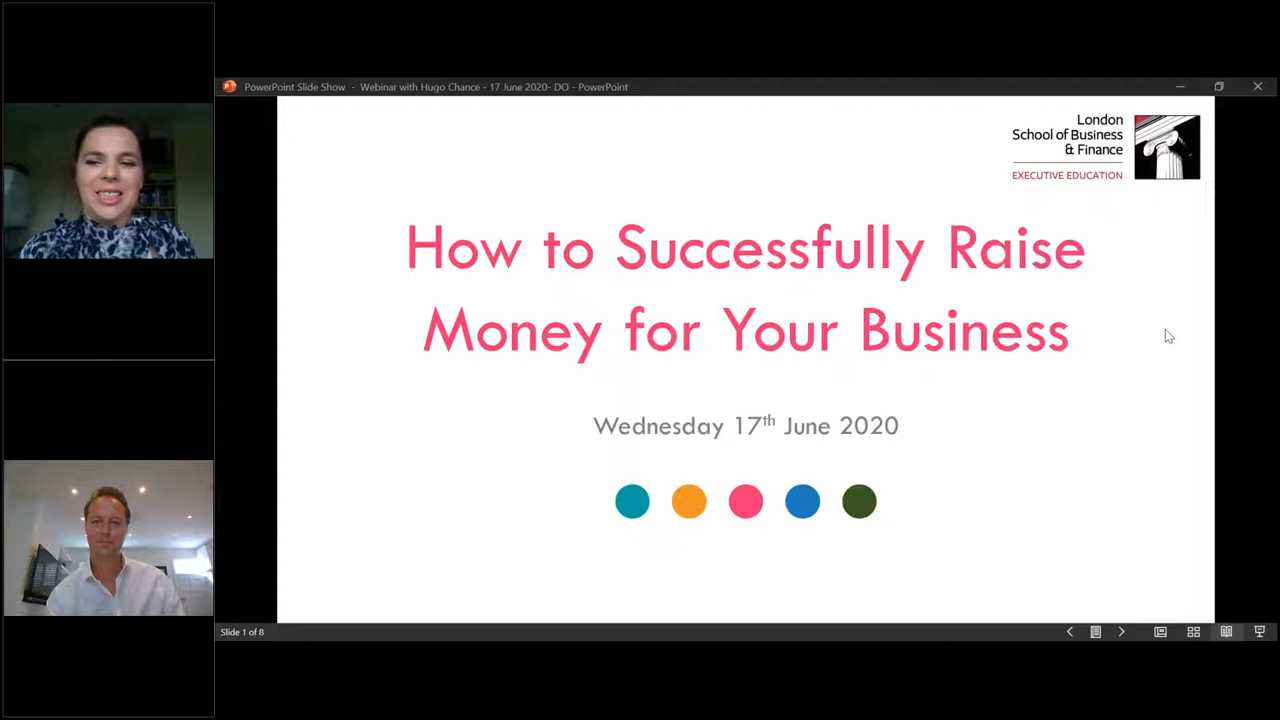 PowerPoint Slide Show - Webinar with Hugo Chance - 17 June 2020- DO - PowerPoint
London
School of Business
& Finance
EXECUTIVE EDUCATION
How to Successfully Raise
Money for Your Business
Wednesday 17th June 2020
Slide 1 of 8